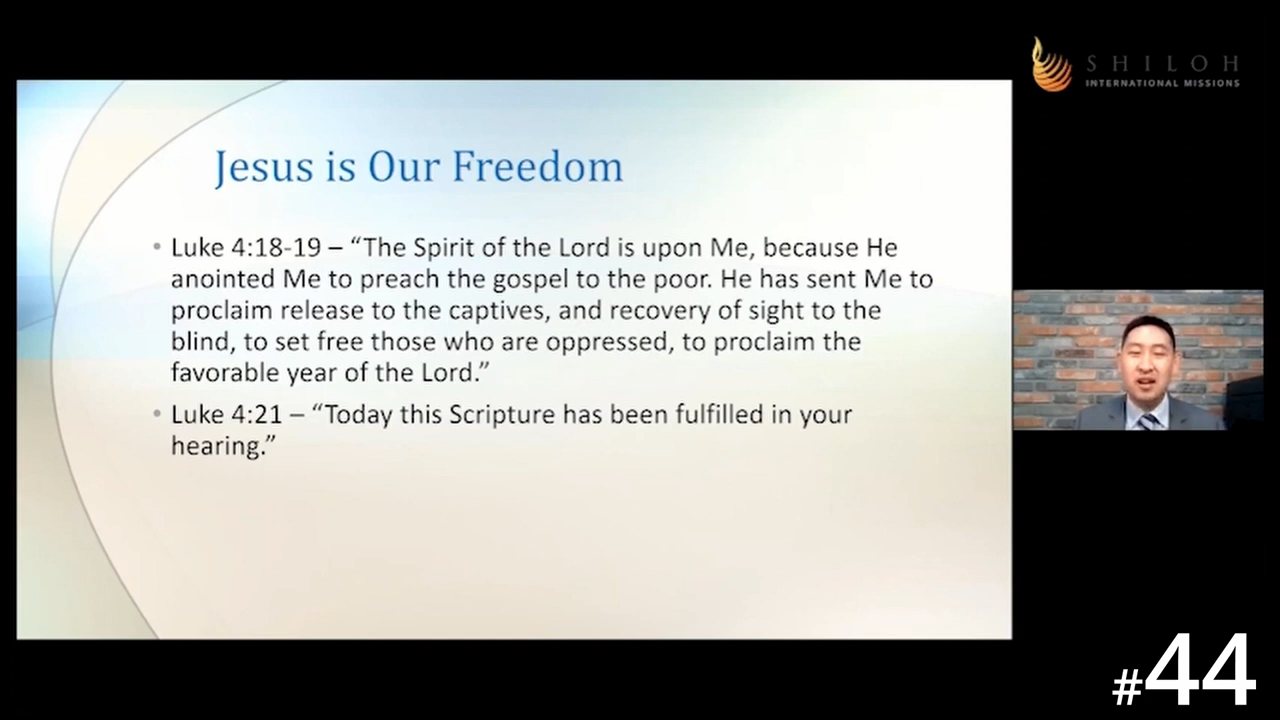 SHILOH
INTERNATIONAL MISSIONS
Jesus is Our Freedom
• Luke 4:18-19 – “The Spirit of the Lord is upon Me, because He
anointed Me to preach the gospel to the poor. He has sent Me to
proclaim release to the captives, and recovery of sight to the
blind, to set free those who are oppressed, to proclaim the
favorable year of the Lord.”
• Luke 4:21 – “Today this Scripture has been fulfilled in your
hearing.”
#44